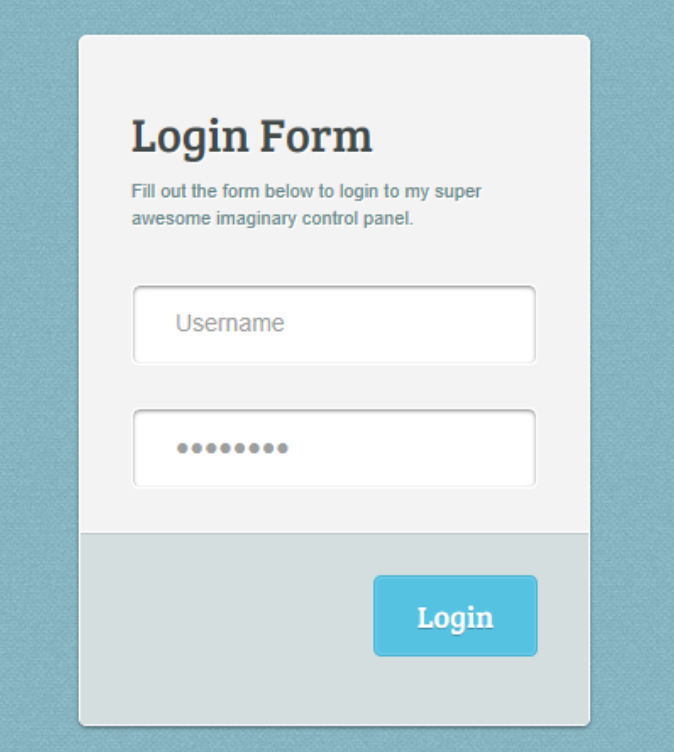 Login Form
Fill out the form below to login to my super
awesome imaginary control panel.
Username
●●●●●●●●
Login